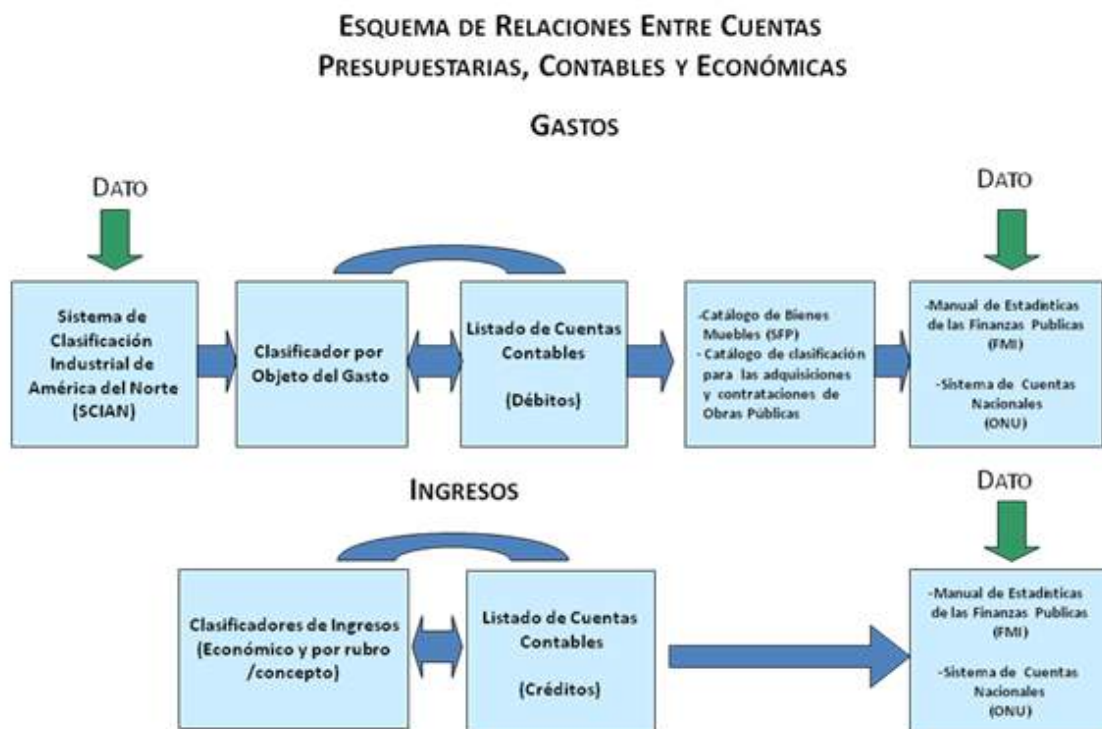 ESQUEMA DE RELACIONES ENTRE CUENTAS
PRESUPUESTARIAS, CONTABLES Y ECONÓMICAS
GASTOS
DATO
DATO
Sistema de
Clasificación
Industrial de
América del Norte
(SCIAN)
Clasificador por
Objeto del Gasto
Listado de Cuentas
Contables
(Débitos)
-Catálogo de Bienes
Muebles (SFP)
- Catálogo de clasificación
para las adquisiciones
y contrataciones de
Obras Públicas
-Manual de Estadísticas
de las Finanzas Publicas
(FMI)
-Sistema de Cuentas
Nacionales
(ONU)
INGRESOS
DATO
Clasificadores de Ingresos
(Económico y por rubro
/concepto)
Listado de Cuentas
Contables
(Créditos)
-Manual de Estadísticas
de las Finanzas Publicas
(FMI)
-Sistema de Cuentas
Nacionales
(ONU)